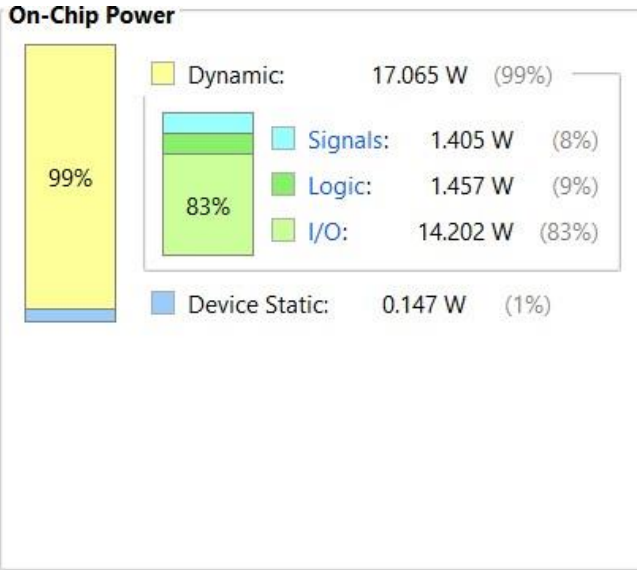 On-Chip Power
99%
Dynamic: 17.065 W (99%)
83%
Signals: 1.405 W (8%)
Logic: 1.457 W (9%)
I/O: 14.202 W (83%)
Device Static: 0.147 W (1%)